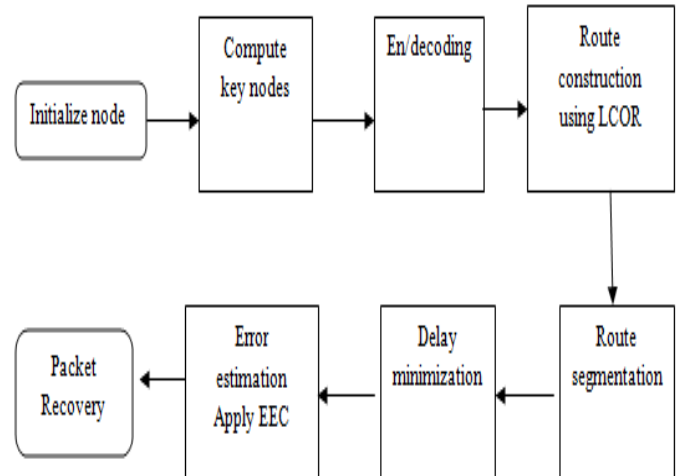 Initialize node
Compute
key nodes
En/decoding
Route
construction
using LCOR
Route
segmentation
Delay
minimization
Error
estimation
Apply EEC
Packet
Recovery